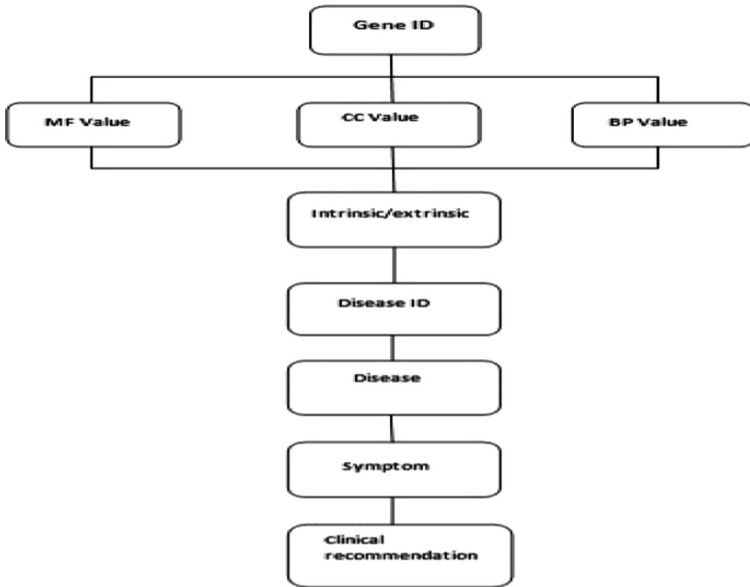 Gene ID
MF Value
CC Value
BP Value
Intrinsic/extrinsic
Disease ID
Disease
Symptom
Clinical
recommendation